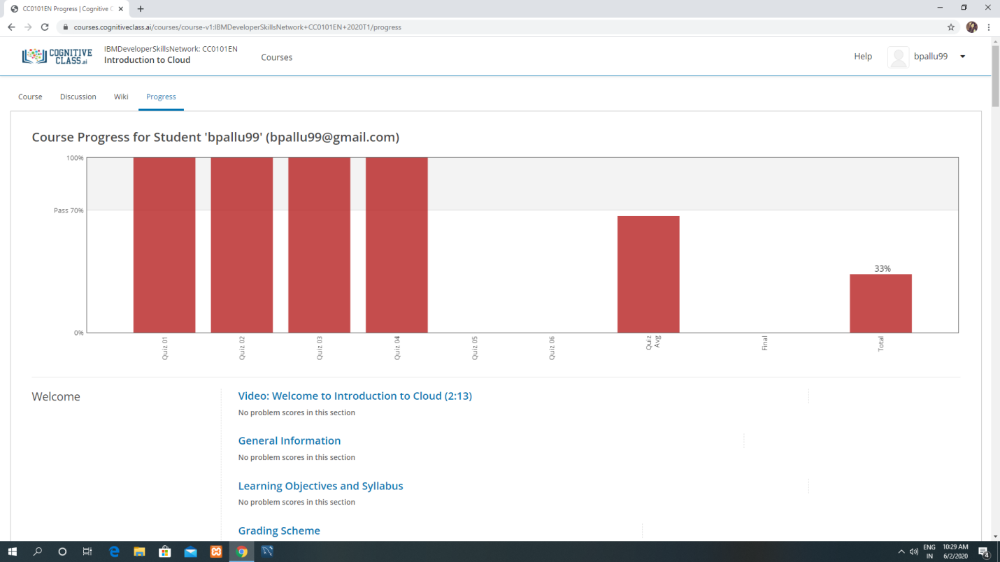 CC0101EN Progress | Cognitive C
courses.cognitiveclass.ai/courses/course-v1:IBMDeveloperSkillsNetwork+CC0101EN+2020T1/progress
COGNITIVE
CLASS.ai
IBMDeveloperSkillsNetwork: CC0101EN
Introduction to Cloud
Courses
Help
bpallu99
Course
Discussion
Wiki
Progress
Course Progress for Student 'bpallu99' (bpallu99@gmail.com)
100%
Pass 70%
0%
33%
Quiz 01
Quiz 02
Quiz 03
Quiz 04
Quiz 05
Quiz 06
Quiz
Avg
Final
Total
Welcome
Video: Welcome to Introduction to Cloud (2:13)
No problem scores in this section
General Information
No problem scores in this section
Learning Objectives and Syllabus
No problem scores in this section
Grading Scheme
ENG
IN
10:29 AM
6/2/2020
4